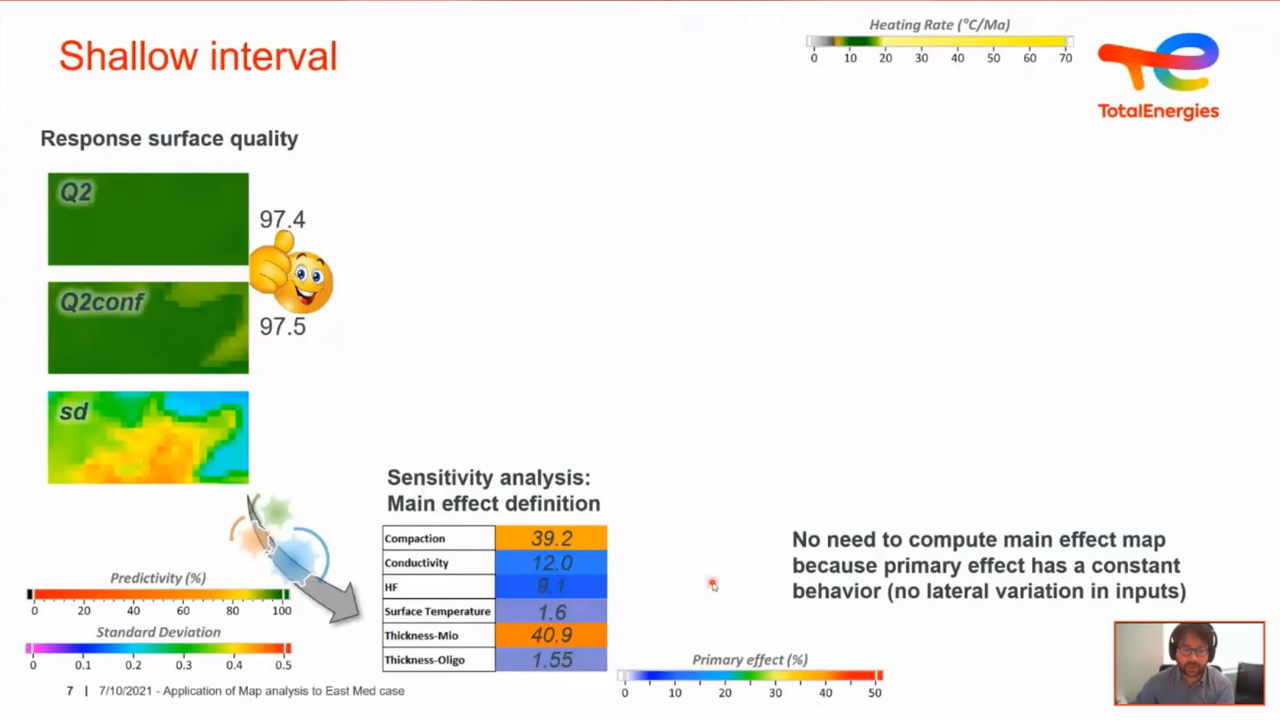 Shallow interval
Heating Rate (°C/Ma)
0 10 20 30 40 50 60 70
TotalEnergies
Response surface quality
Q2
97.4
Q2conf
97.5
sd
Sensitivity analysis:
Main effect definition
Compaction 39.2
Conductivity 12.0
HF 9.1
Surface Temperature 1.6
Thickness-Mio 40.9
Thickness-Oligo 1.55
No need to compute main effect map
because primary effect has a constant
behavior (no lateral variation in inputs)
Predictivity (%)
0 20 40 60 80 100
Standard Deviation
0 0.1 0.2 0.3 0.4 0.5
Primary effect (%)
0 10 20 30 40 50
7 | 7/10/2021 - Application of Map analysis to East Med case